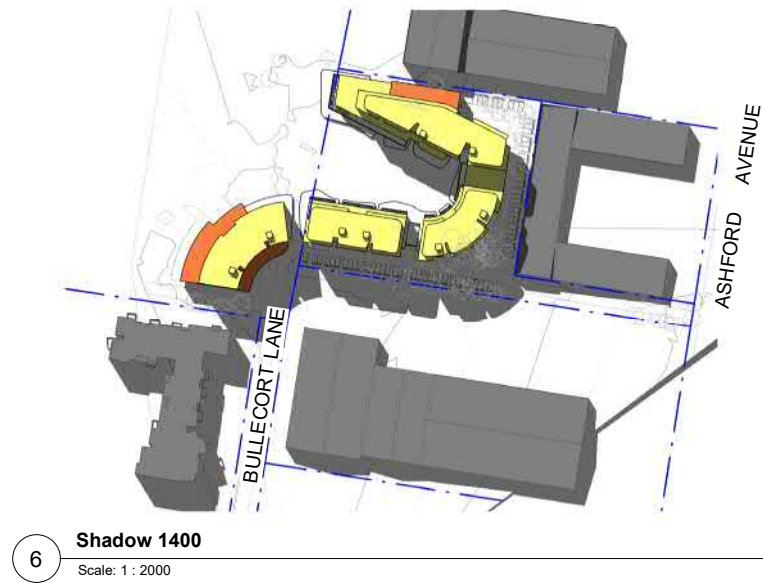 ASHFORD AVENUE
BULLECORT LANE
6
Shadow 1400
Scale: 1 : 2000